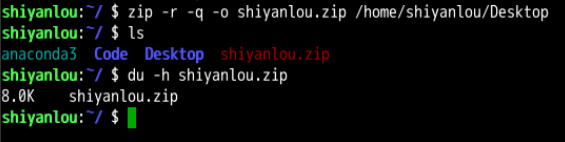 shiyanlou:~/ $ zip -r -q -o shiyanlou.zip /home/shiyanlou/Desktop
shiyanlou:~/ $ ls
anaconda3 Code Desktop shiyanlou.zip
shiyanlou:~/ $ du -h shiyanlou.zip
8.0K shiyanlou.zip
shiyanlou:~/ $